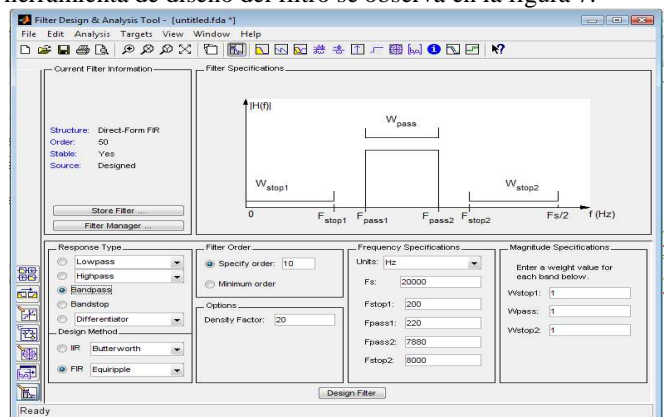 herramienta de diseño del filtro se observa en la figura 7.
Filter Design & Analysis Tool - [untitled.fda *]
File Edit Analysis Targets View Window Help
Current Filter Information
Structure: Direct-Form FIR
Order: 50
Stable: Yes
Source: Designed
Store Filter ...
Filter Manager ...
Filter Specifications
|H(f)|
Wpass
Wstop1
Wstop2
0 Fstop1 Fpass1 Fpass2 Fstop2 Fs/2 f (Hz)
Response Type
Lowpass
Highpass
Bandpass
Bandstop
Differentiator
Design Method
IIR Butterworth
FIR Equiripple
Filter Order
Specify order: 10
Minimum order
Options
Density Factor: 20
Frequency Specifications
Units: Hz
Fs: 20000
Fstop1: 200
Fpass1: 220
Fpass2: 7880
Fstop2: 8000
Magnitude Specifications
Enter a weight value for
each band below.
Wstop1: 1
Wpass: 1
Wstop2: 1
Design Filter
Ready